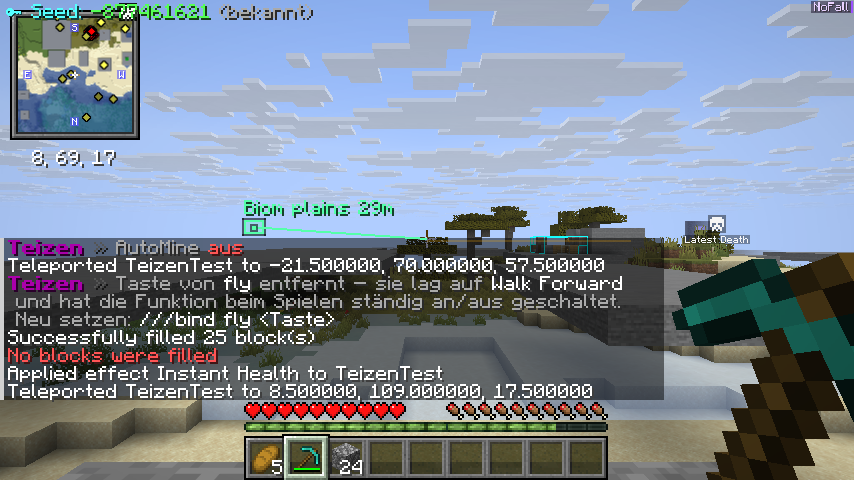 Seed: -877461621 (bekannt)
NoFall
S
E
W
N
8, 69, 17
Biom plains 29m
Latest Death
Teizen » AutoMine aus
Teleported TeizenTest to -21.500000, 70.000000, 57.500000
Teizen » Taste von fly entfernt – sie lag auf Walk Forward
und hat die Funktion beim Spielen ständig an/aus geschaltet.
Neu setzen: ///bind fly <Taste>
Successfully filled 25 block(s)
No blocks were filled
Applied effect Instant Health to TeizenTest
Teleported TeizenTest to 8.500000, 109.000000, 17.500000
5
24